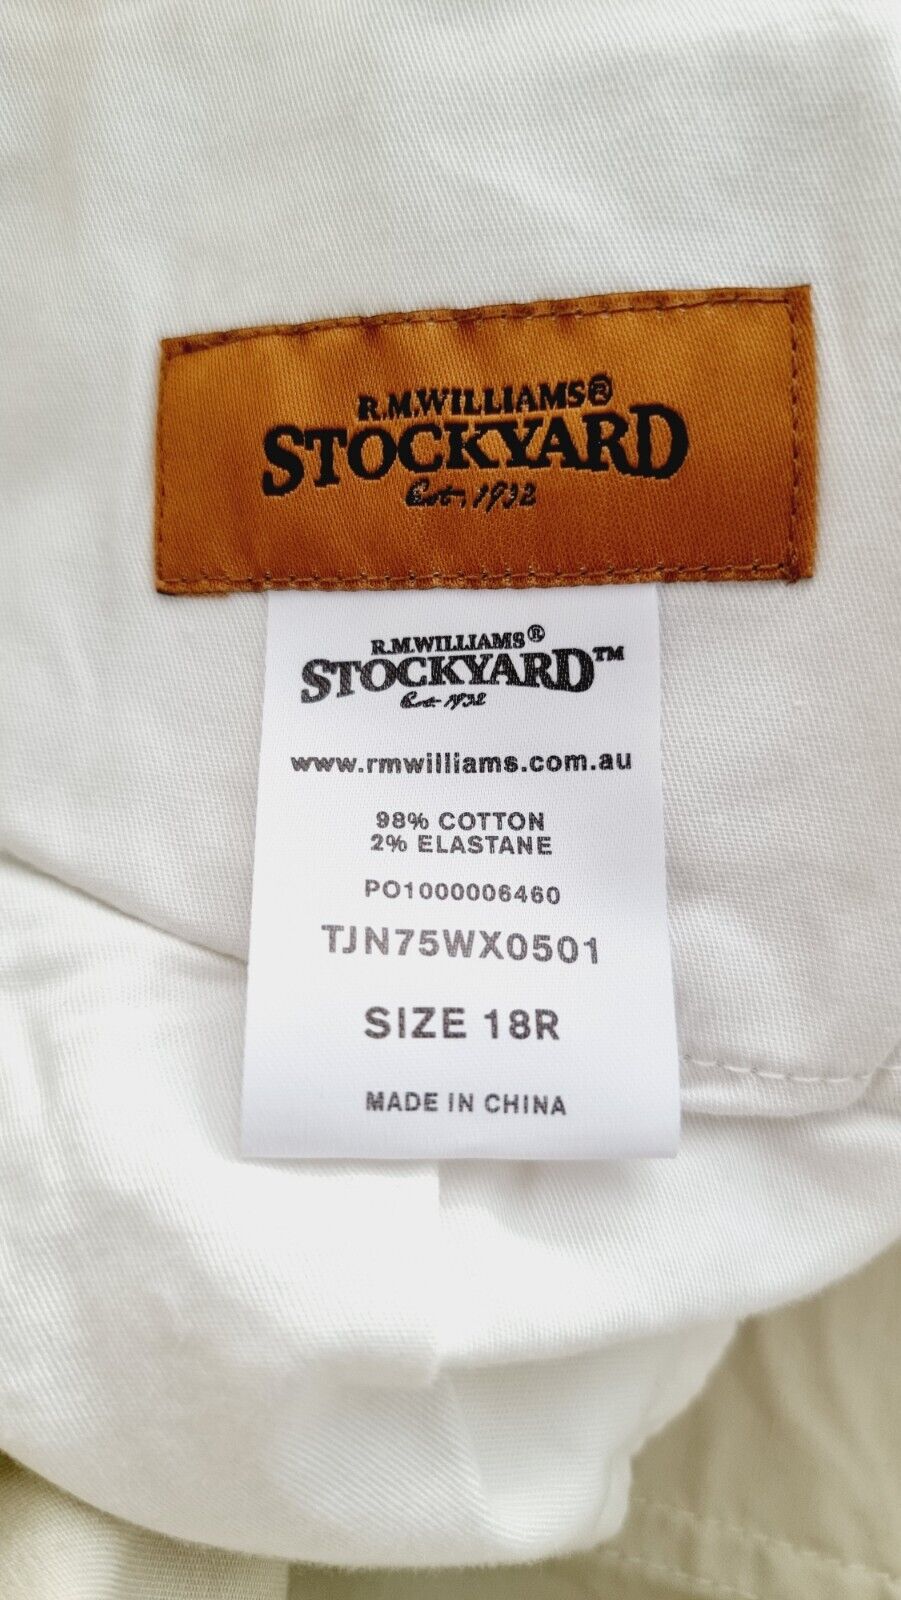 R.M.WILLIAMS®
STOCKYARD
Est. 1932
R.M.WILLIAMS®
STOCKYARD™
Est. 1932
www.rmwilliams.com.au
98% COTTON
2% ELASTANE
PO1000006460
TJN75WX0501
SIZE 18R
MADE IN CHINA